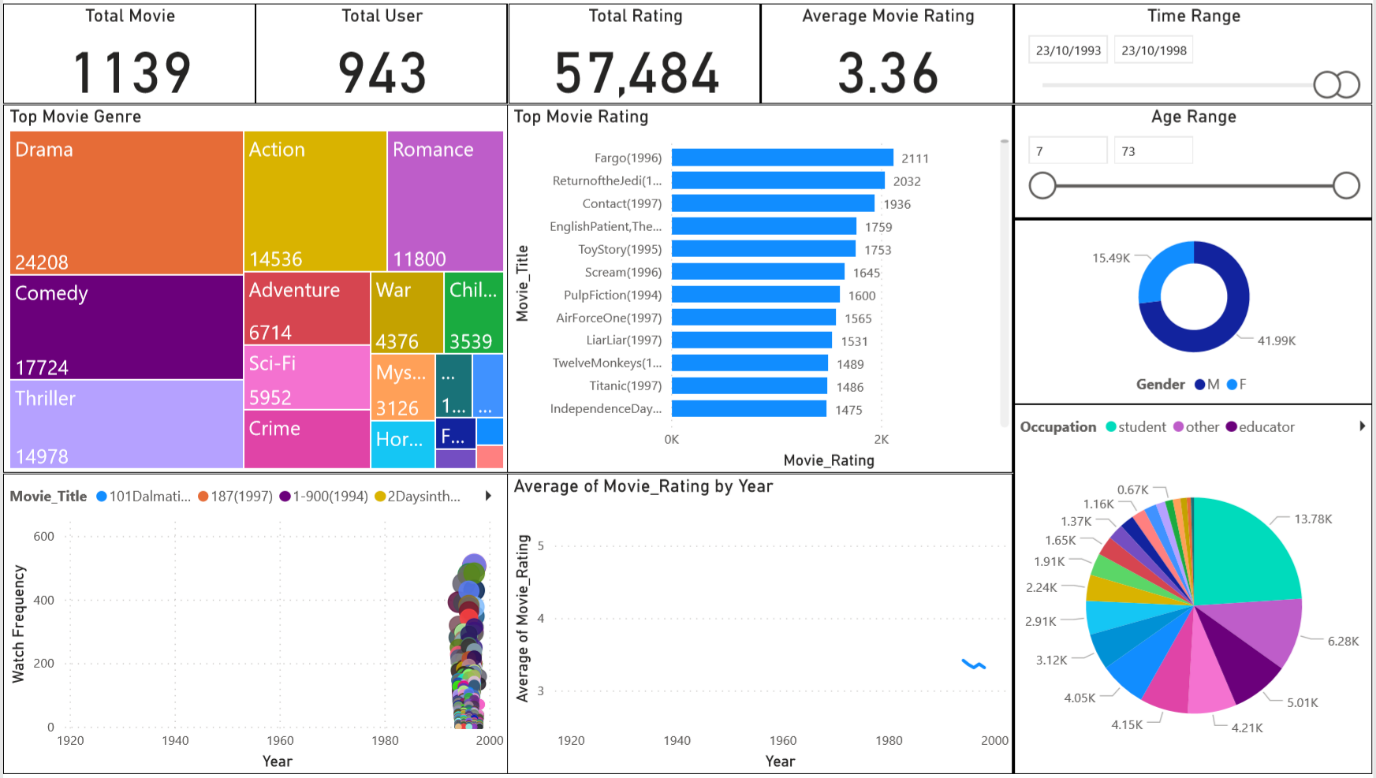 Total Movie
1139
Total User
943
Total Rating
57,484
Average Movie Rating
3.36
Time Range
23/10/1993
23/10/1998
Top Movie Genre
Drama
24208
Comedy
17724
Thriller
14978
Action
14536
Romance
11800
Adventure
6714
Sci-Fi
5952
Crime
War
4376
Chil...
3539
Mys...
3126
Hor...
...
1...
...
F...
Top Movie Rating
Movie_Title
Fargo(1996) 2111
ReturnoftheJedi(1... 2032
Contact(1997) 1936
EnglishPatient,The... 1759
ToyStory(1995) 1753
Scream(1996) 1645
PulpFiction(1994) 1600
AirForceOne(1997) 1565
LiarLiar(1997) 1531
TwelveMonkeys(1... 1489
Titanic(1997) 1486
IndependenceDay... 1475
0K 2K
Movie_Rating
Age Range
7
73
15.49K
41.99K
Gender M F
Movie_Title 101Dalmati... 187(1997) 1-900(1994) 2Daysinth...
Watch Frequency
600
400
200
0
1920 1940 1960 1980 2000
Year
Average of Movie_Rating by Year
Average of Movie_Rating
5
4
3
1920 1940 1960 1980 2000
Year
Occupation student other educator
13.78K
6.28K
5.01K
4.21K
4.15K
4.05K
3.12K
2.91K
2.24K
1.91K
1.65K
1.37K
1.16K
0.67K